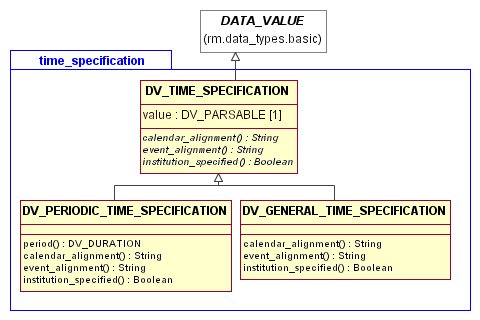 DATA_VALUE
(rm.data_types.basic)
time_specification
DV_TIME_SPECIFICATION
value : DV_PARSABLE [1]
calendar_alignment() : String
event_alignment() : String
institution_specified() : Boolean
DV_PERIODIC_TIME_SPECIFICATION
period() : DV_DURATION
calendar_alignment() : String
event_alignment() : String
institution_specified() : Boolean
DV_GENERAL_TIME_SPECIFICATION
calendar_alignment() : String
event_alignment() : String
institution_specified() : Boolean